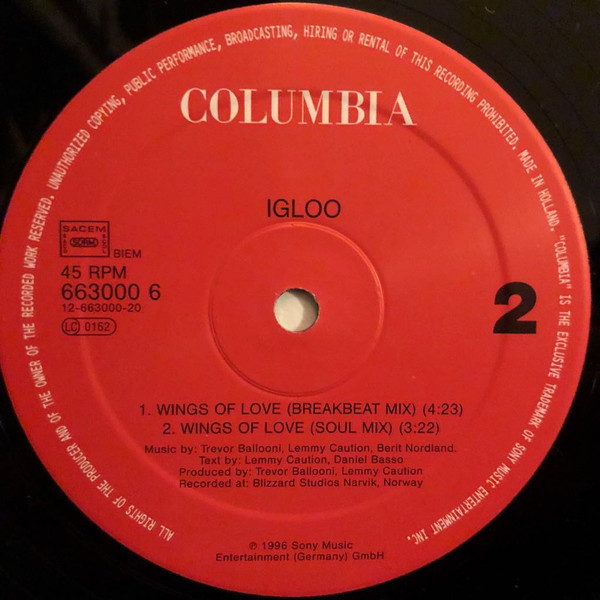 ALL RIGHTS OF THE PRODUCER AND OF THE OWNER OF THE RECORDED WORK RESERVED. UNAUTHORIZED COPYING, PUBLIC PERFORMANCE, BROADCASTING, HIRING OR RENTAL OF THIS RECORDING PROHIBITED. MADE IN HOLLAND. "COLUMBIA" IS THE EXCLUSIVE TRADEMARK OF SONY MUSIC ENTERTAINMENT INC.
COLUMBIA
IGLOO
SACEM
SDRM
BIEM
45 RPM
663000 6
12-663000-20
LC 0162
2
1. WINGS OF LOVE (BREAKBEAT MIX) (4:23)
2. WINGS OF LOVE (SOUL MIX) (3:22)
Music by: Trevor Ballooni, Lemmy Caution, Berit Nordland.
Text by: Lemmy Caution, Daniel Basso
Produced by: Trevor Ballooni, Lemmy Caution
Recorded at: Blizzard Studios Narvik, Norway
℗ 1996 Sony Music
Entertainment (Germany) GmbH